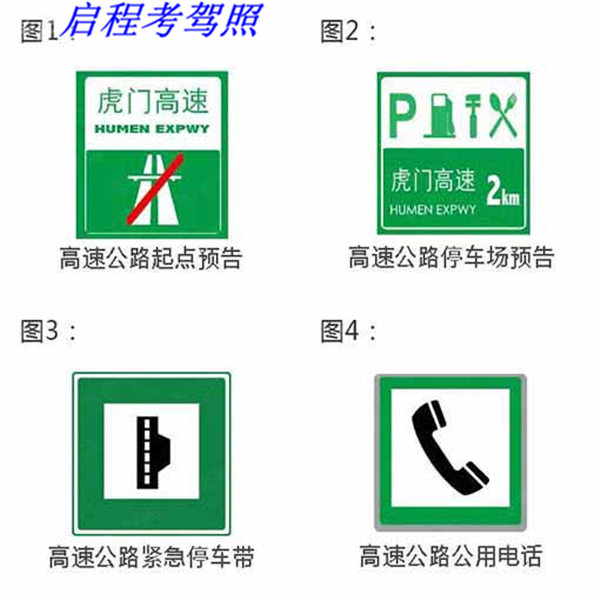 图1：
启程考驾照
图2：
虎门高速
HUMEN EXPWY
高速公路起点预告
P
虎门高速
HUMEN EXPWY
2km
高速公路停车场预告
图3：
高速公路紧急停车带
图4：
高速公路公用电话